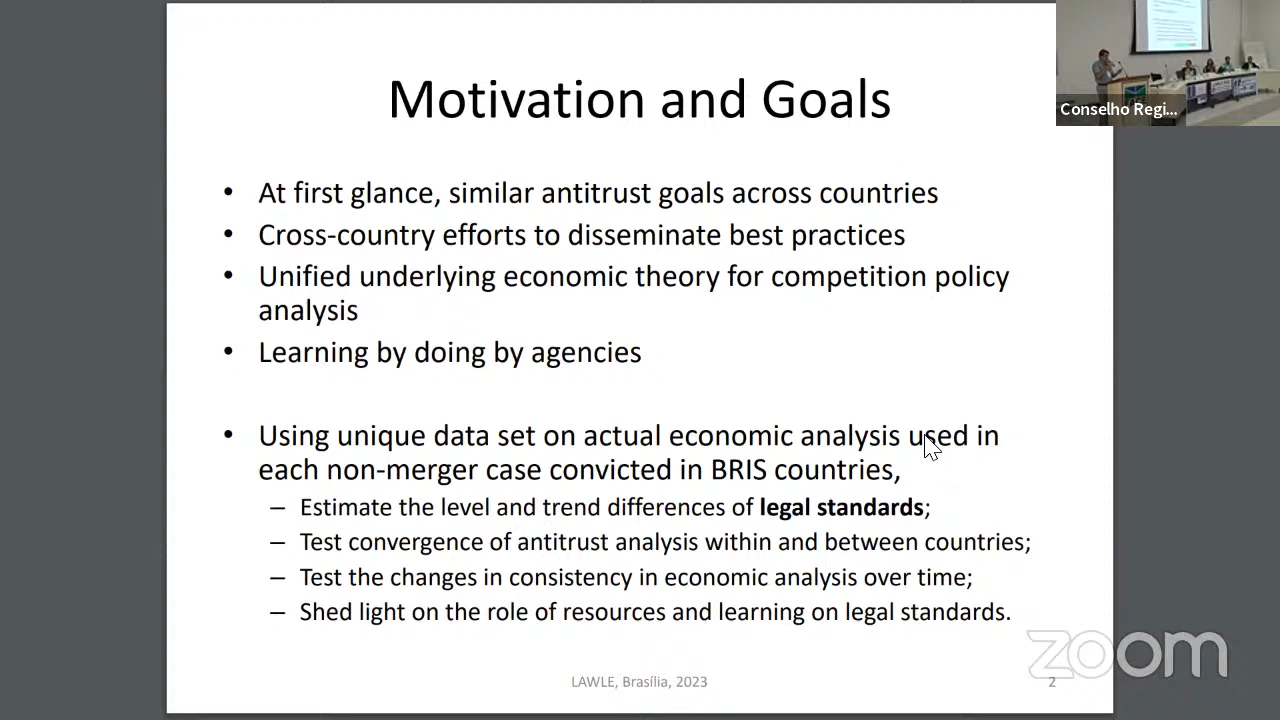 Motivation and Goals
Conselho Regi...
• At first glance, similar antitrust goals across countries
• Cross-country efforts to disseminate best practices
• Unified underlying economic theory for competition policy
analysis
• Learning by doing by agencies
• Using unique data set on actual economic analysis used in
each non-merger case convicted in BRIS countries,
– Estimate the level and trend differences of legal standards;
– Test convergence of antitrust analysis within and between countries;
– Test the changes in consistency in economic analysis over time;
– Shed light on the role of resources and learning on legal standards.
zoom
LAWLE, Brasília, 2023
2